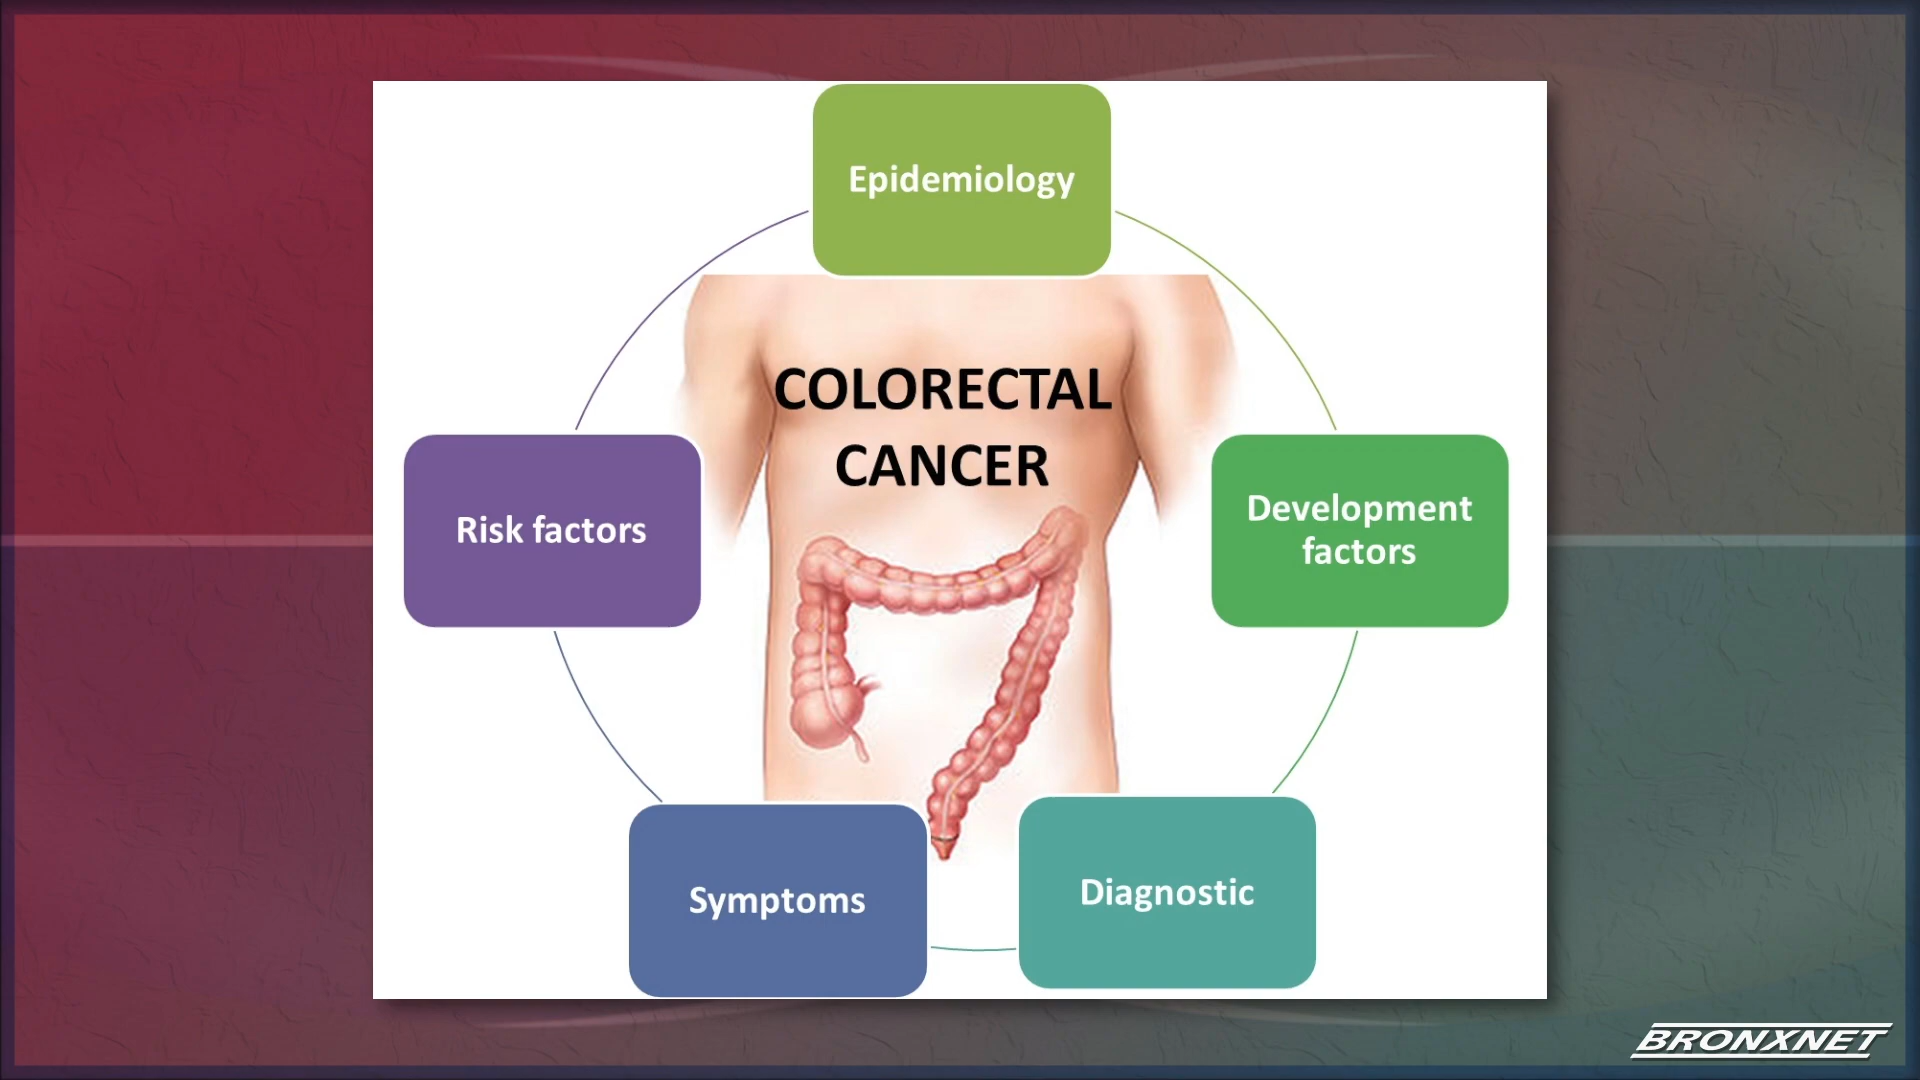 Epidemiology
COLORECTAL
CANCER
Risk factors
Development
factors
Symptoms
Diagnostic
BRONXNET